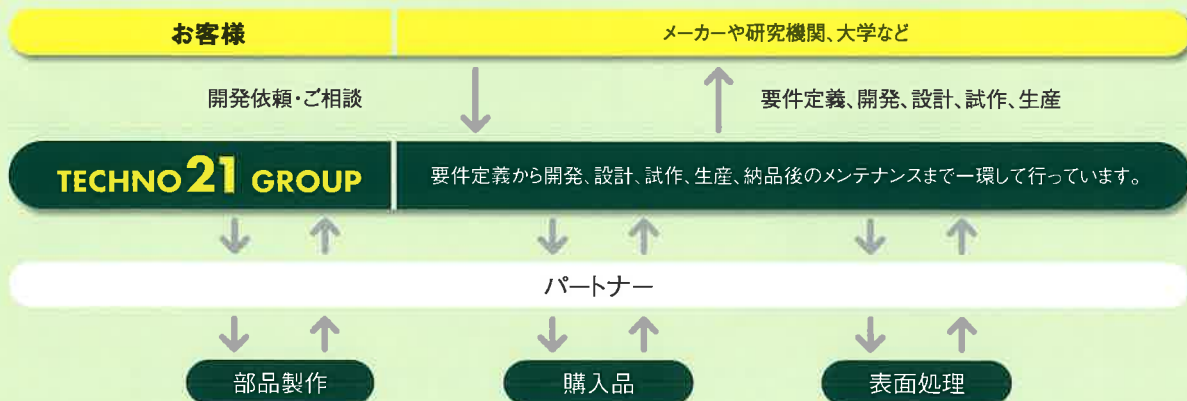 お客様 メーカーや研究機関、大学など
開発依頼・ご相談 要件定義、開発、設計、試作、生産
TECHNO 21 GROUP 要件定義から開発、設計、試作、生産、納品後のメンテナンスまで一環して行っています。
パートナー
部品製作 購入品 表面処理